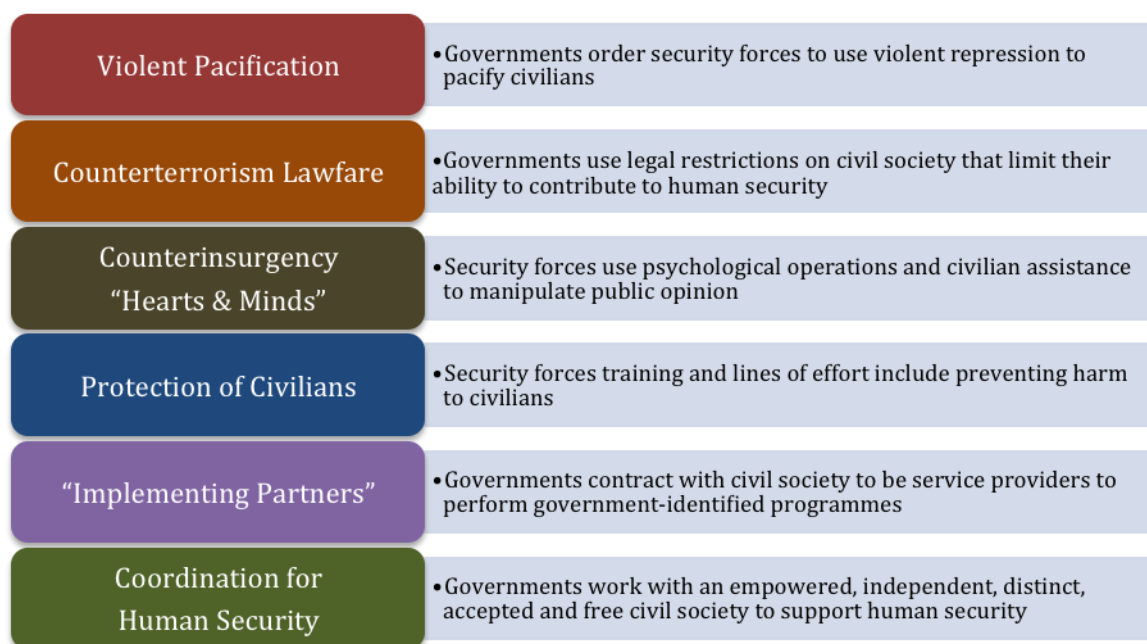 Violent Pacification
•Governments order security forces to use violent repression to
pacify civilians
Counterterrorism Lawfare
•Governments use legal restrictions on civil society that limit their
ability to contribute to human security
Counterinsurgency
“Hearts & Minds”
•Security forces use psychological operations and civilian assistance
to manipulate public opinion
Protection of Civilians
•Security forces training and lines of effort include preventing harm
to civilians
“Implementing Partners”
•Governments contract with civil society to be service providers to
perform government-identified programmes
Coordination for
Human Security
•Governments work with an empowered, independent, distinct,
accepted and free civil society to support human security